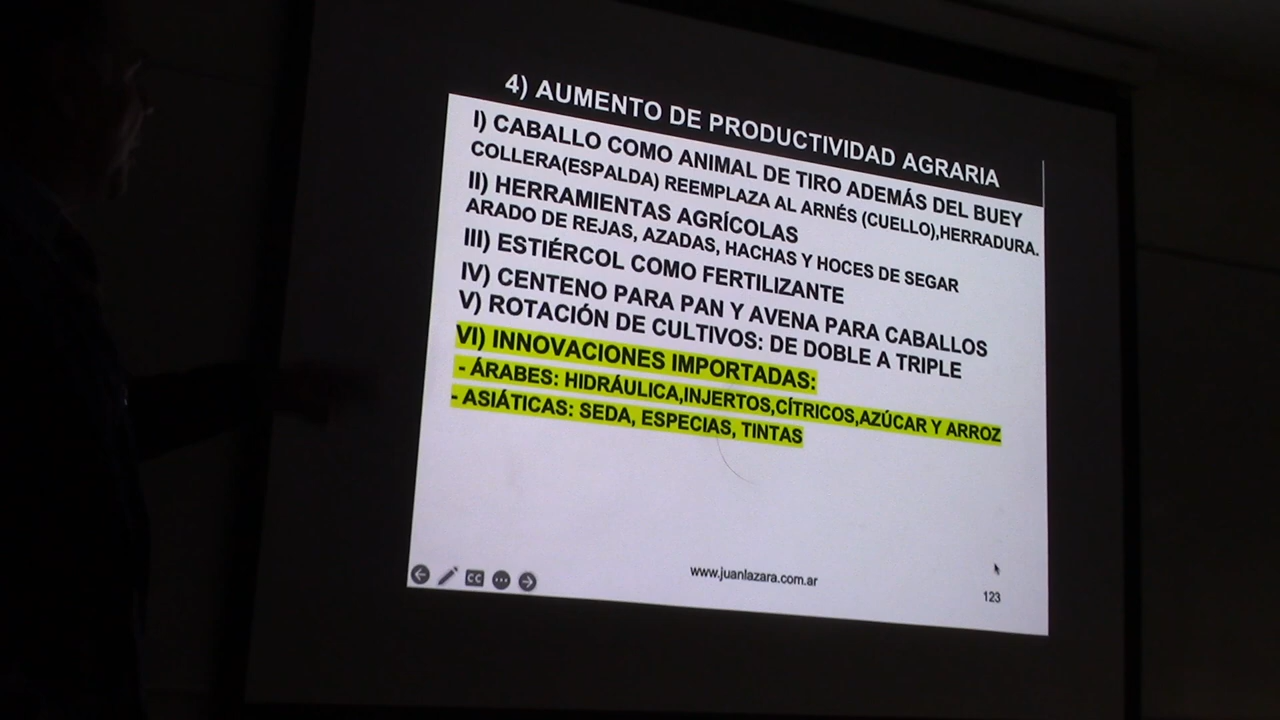 4) AUMENTO DE PRODUCTIVIDAD AGRARIA
I) CABALLO COMO ANIMAL DE TIRO ADEMÁS DEL BUEY
COLLERA(ESPALDA) REEMPLAZA AL ARNÉS (CUELLO),HERRADURA.
II) HERRAMIENTAS AGRÍCOLAS
ARADO DE REJAS, AZADAS, HACHAS Y HOCES DE SEGAR
III) ESTIÉRCOL COMO FERTILIZANTE
IV) CENTENO PARA PAN Y AVENA PARA CABALLOS
V) ROTACIÓN DE CULTIVOS: DE DOBLE A TRIPLE
VI) INNOVACIONES IMPORTADAS:
- ÁRABES: HIDRÁULICA,INJERTOS,CÍTRICOS,AZÚCAR Y ARROZ
- ASIÁTICAS: SEDA, ESPECIAS, TINTAS
CC
www.juanlazara.com.ar
123